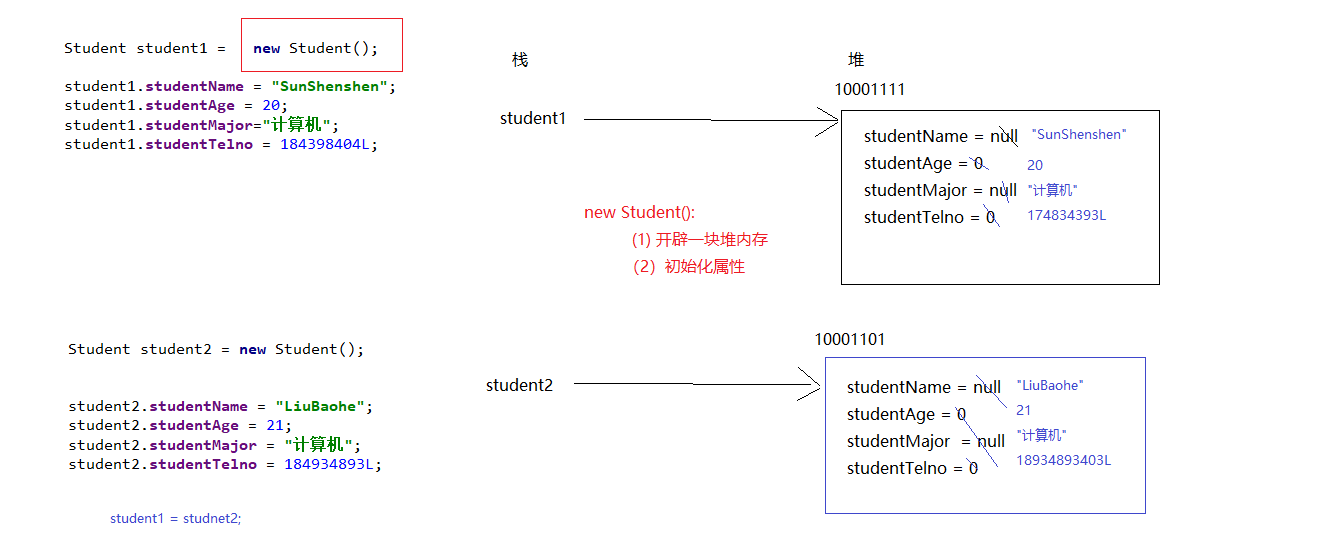 Student student1 = new Student();
student1.studentName = "SunShenshen";
student1.studentAge = 20;
student1.studentMajor="计算机";
student1.studentTelno = 184398404L;
栈
堆
10001111
student1
studentName = null "SunShenshen"
studentAge = 0 20
studentMajor = null "计算机"
studentTelno = 0 174834393L
new Student():
(1) 开辟一块堆内存
（2）初始化属性
Student student2 = new Student();
student2.studentName = "LiuBaohe";
student2.studentAge = 21;
student2.studentMajor = "计算机";
student2.studentTelno = 184934893L;
student1 = studnet2;
10001101
student2
studentName = null "LiuBaohe"
studentAge = 0 21
studentMajor = null "计算机"
studentTelno = 0 18934893403L